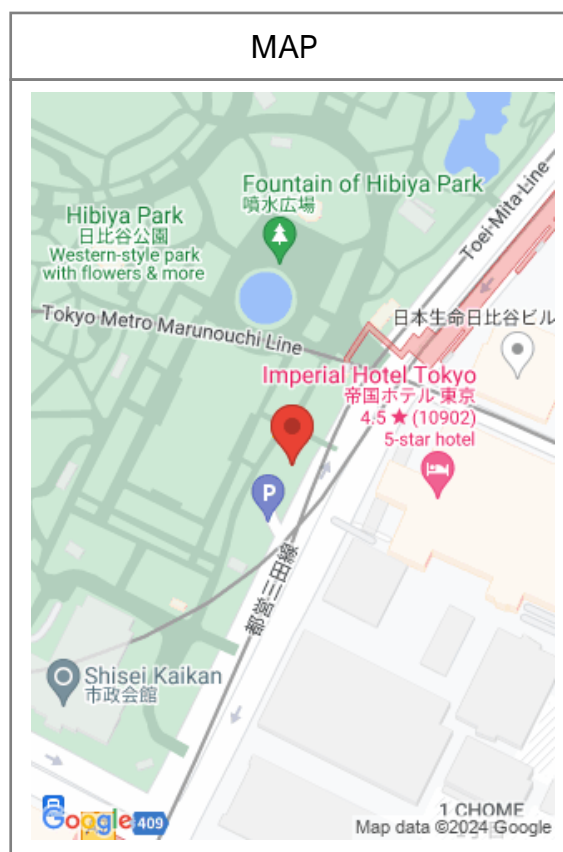 MAP
Fountain of Hibiya Park
噴水広場
Hibiya Park
日比谷公園
Western-style park
with flowers & more
Toei-Mita-Line
Tokyo Metro Marunouchi Line
日本生命日比谷ビル
Imperial Hotel Tokyo
帝国ホテル 東京
4.5 ★ (10902)
5-star hotel
P
都営三田線
Shisei Kaikan
市政会館
1 CHOME
Google
409
Map data ©2024 Google